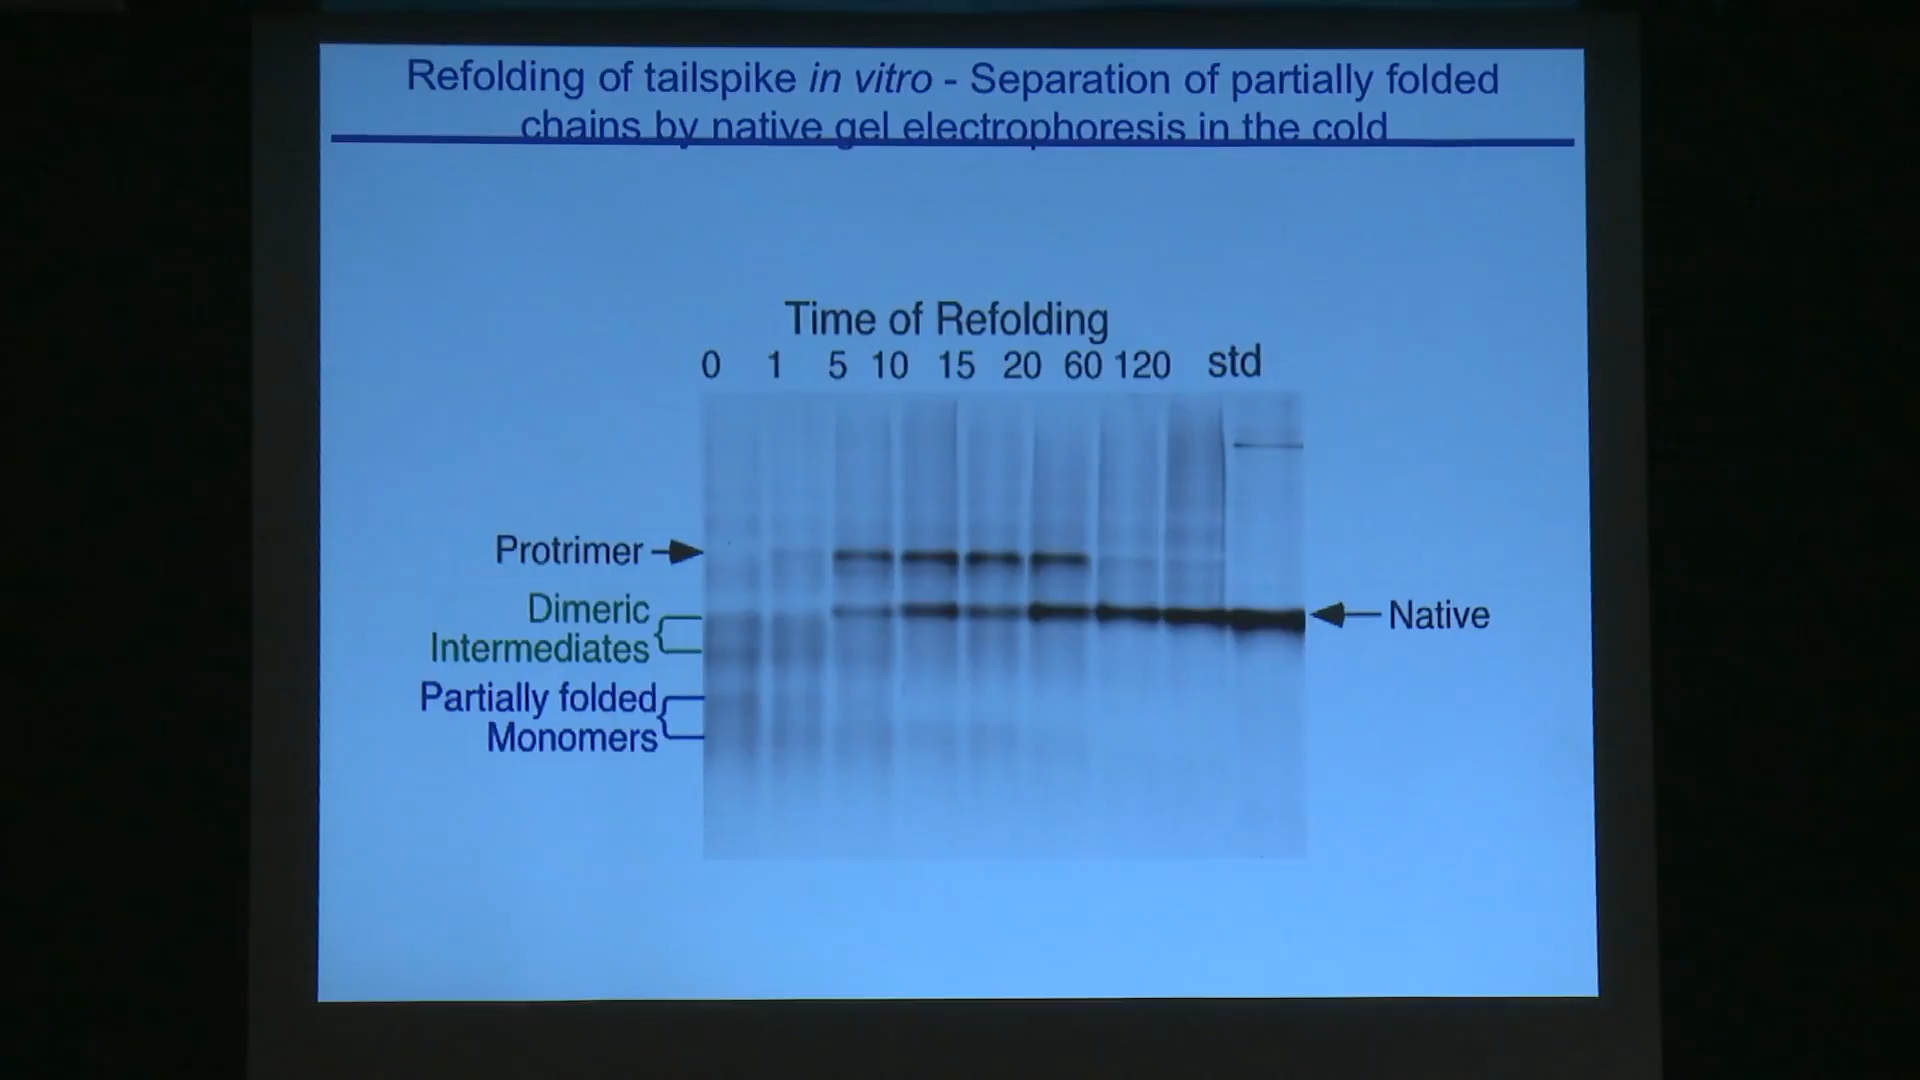 Refolding of tailspike in vitro - Separation of partially folded
chains by native gel electrophoresis in the cold
Time of Refolding
0 1 5 10 15 20 60 120 std
Protrimer
Dimeric
Intermediates
Native
Partially folded
Monomers